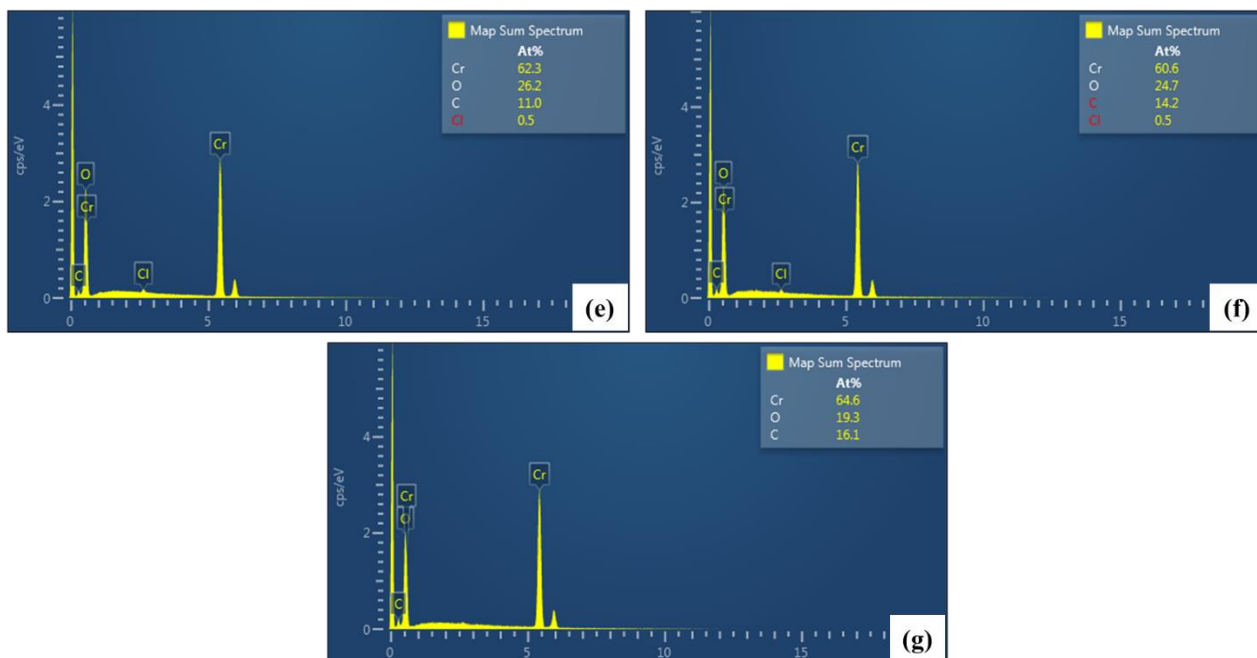 Map Sum Spectrum
At%
Cr 62.3
O 26.2
C 11.0
Cl 0.5
cps/eV
4
2
0
Cr
O
Cr
C
Cl
0 5 10 15
(e)
Map Sum Spectrum
At%
Cr 60.6
O 24.7
C 14.2
Cl 0.5
cps/eV
4
2
0
Cr
O
Cr
C
Cl
0 5 10 15
(f)
Map Sum Spectrum
At%
Cr 64.6
O 19.3
C 16.1
cps/eV
4
2
0
Cr
Cr
O
C
0 5 10 15
(g)